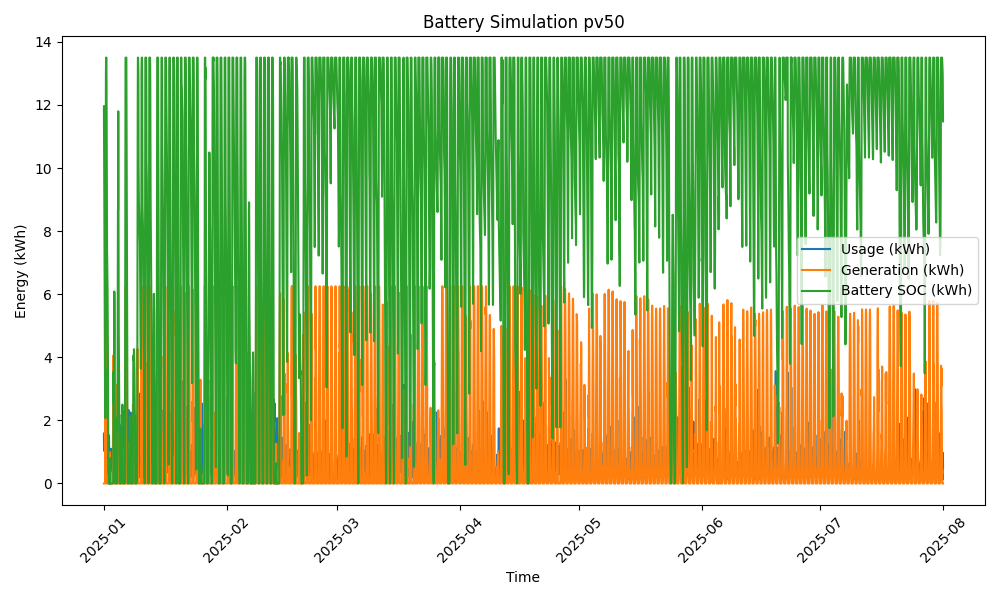 Battery Simulation pv50
Energy (kWh)
14
12
10
8
6
4
2
0
Usage (kWh)
Generation (kWh)
Battery SOC (kWh)
2025-01
2025-02
2025-03
2025-04
2025-05
2025-06
2025-07
2025-08
Time